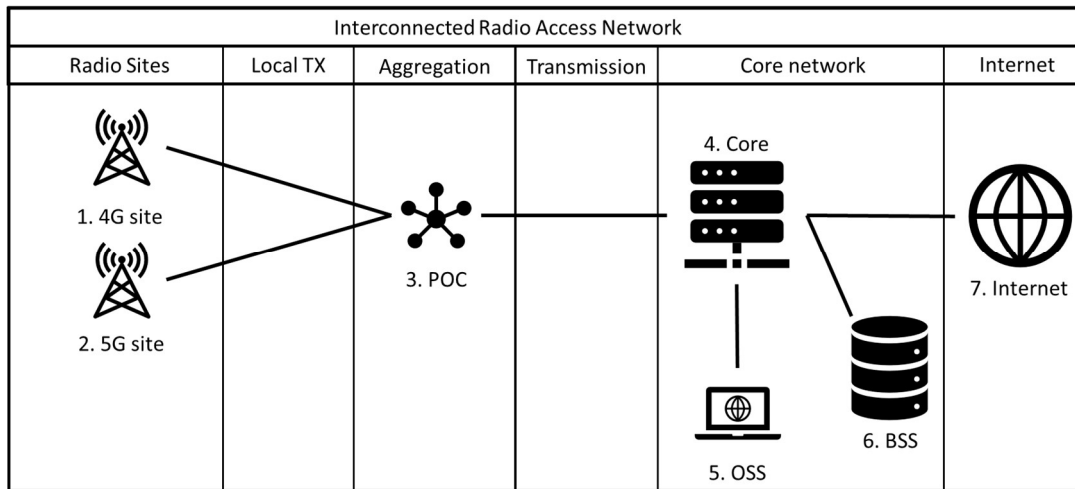 Interconnected Radio Access Network
Radio Sites
Local TX
Aggregation
Transmission
Core network
Internet
1. 4G site
2. 5G site
3. POC
4. Core
5. OSS
6. BSS
7. Internet